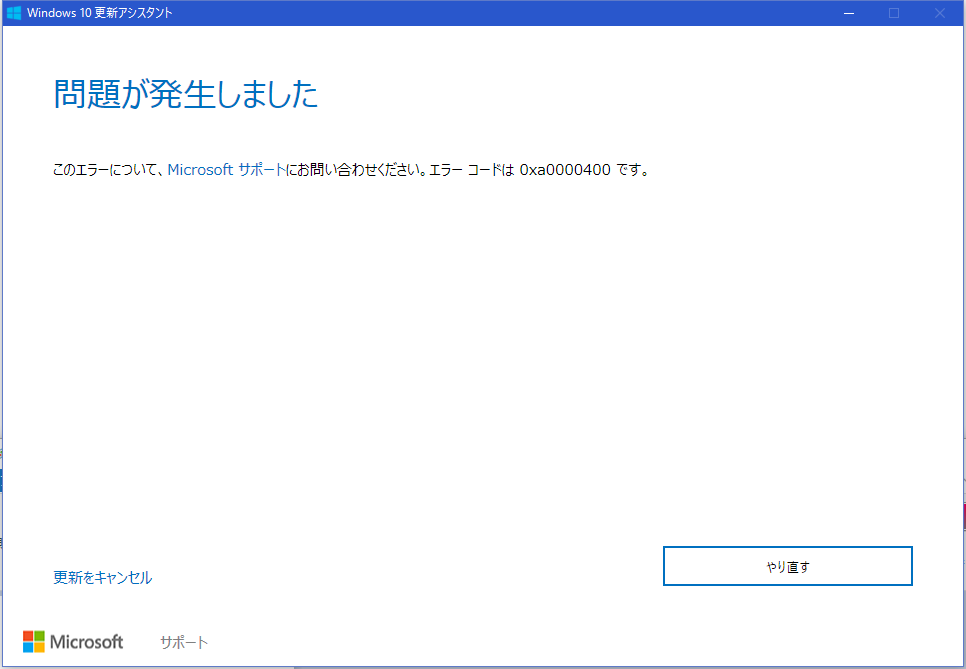 Windows 10 更新アシスタント
問題が発生しました
このエラーについて、Microsoft サポートにお問い合わせください。エラー コードは 0xa0000400 です。
やり直す
更新をキャンセル
Microsoft サポート